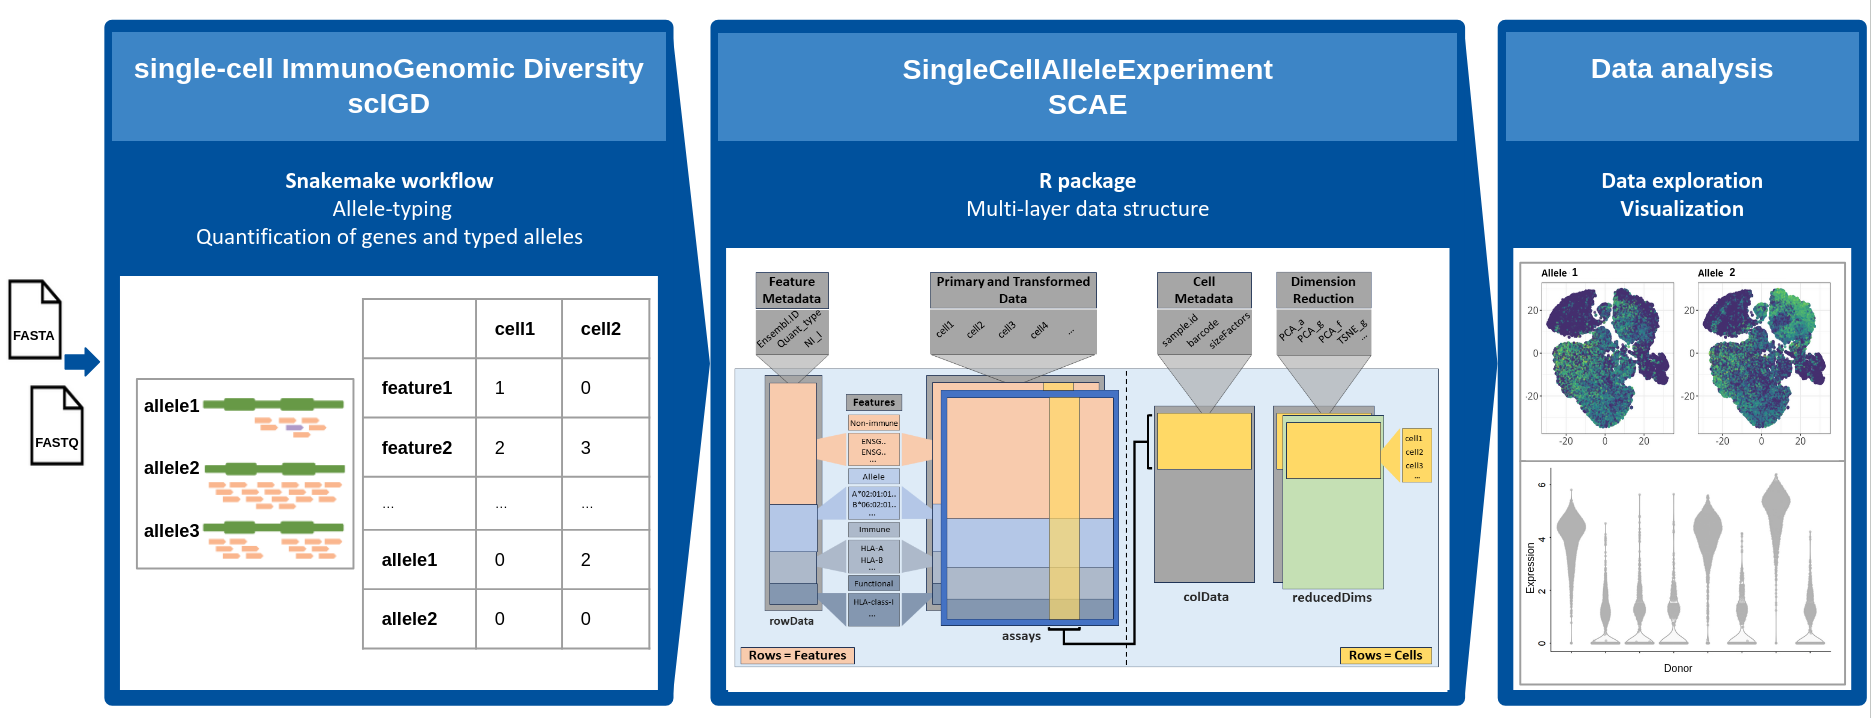 FASTA
FASTQ
single-cell ImmunoGenomic Diversity
scIGD
Snakemake workflow
Allele-typing
Quantification of genes and typed alleles
allele1
allele2
allele3
cell1 cell2
feature1 1 0
feature2 2 3
... ... ...
allele1 0 2
allele2 0 0
SingleCellAlleleExperiment
SCAE
R package
Multi-layer data structure
Feature
Metadata
Ensembl.ID
Quant_type
NI_I
Primary and Transformed
Data
cell1
cell2
cell3
cell4
...
Cell
Metadata
sample.id
barcode
sizeFactors
Dimension
Reduction
PCA_a
PCA_g
PCA_f
TSNE_g
...
Features
Non-immune
ENSG..
ENSG..
...
Allele
A*02:01:01..
B*06:02:01..
...
Immune
HLA-A
HLA-B
...
Functional
HLA-class-I
...
rowData
assays
colData
reducedDims
cell1
cell2
cell3
...
Rows = Features
Rows = Cells
Data analysis
Data exploration
Visualization
Allele 1
20
0
-20
-20 0 20
Allele 2
20
0
-20
-20 0 20
Expression
6
4
2
0
Donor